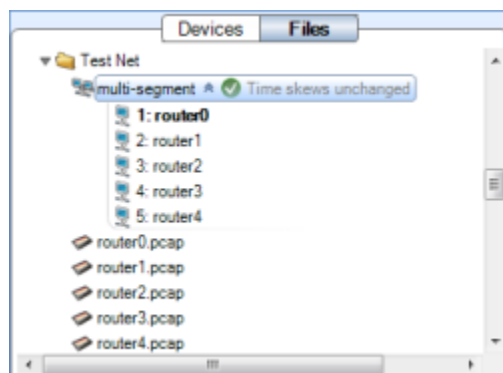 Devices Files
Test Net
multi-segment Time skews unchanged
1: router0
2: router1
3: router2
4: router3
5: router4
router0.pcap
router1.pcap
router2.pcap
router3.pcap
router4.pcap